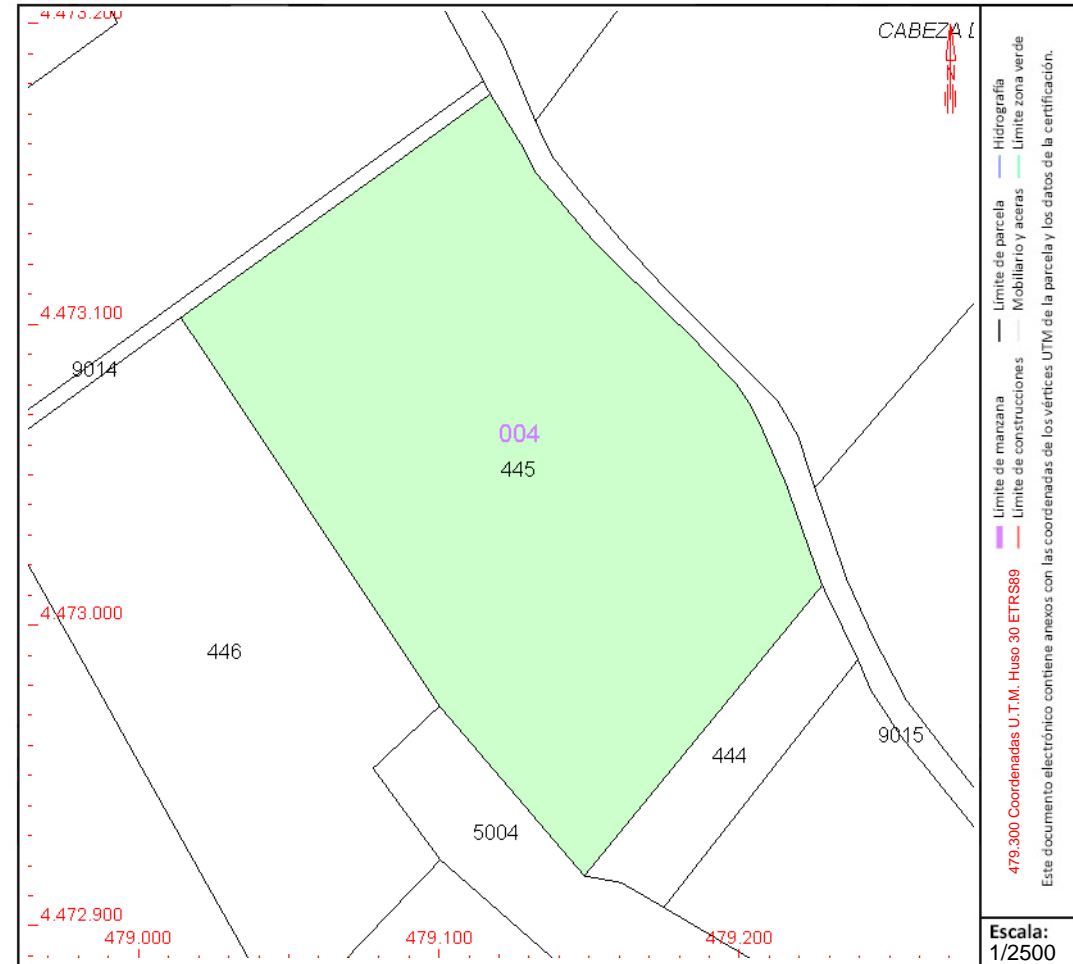 4.473.200
CABEZA
N
4.473.100
9014
004
445
4.473.000
446
9015
444
5004
4.472.900
479.000
479.100
479.200
Límite de manzana
Límite de parcela
Hidrografía
Límite de construcciones
Mobiliario y aceras
Límite zona verde
479.300 Coordenadas U.T.M. Huso 30 ETRS89
Este documento electrónico contiene anexos con las coordenadas de los vértices UTM de la parcela y los datos de la certificación.
Escala:
1/2500